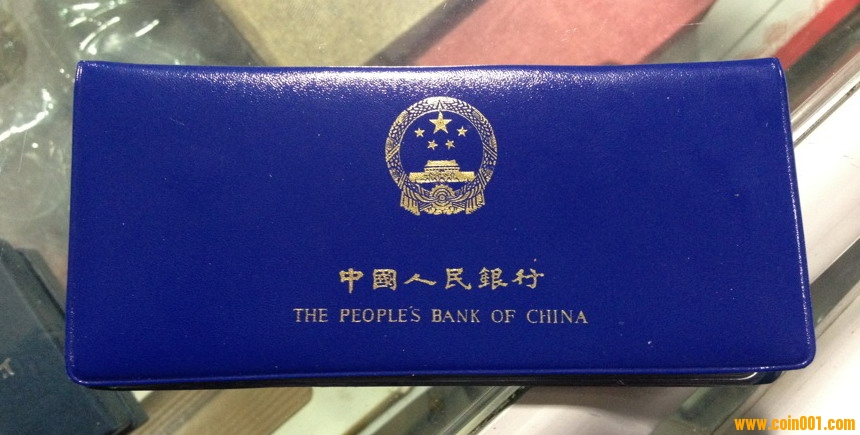 中國人民銀行
THE PEOPLE'S BANK OF CHINA
T
www.coin001.com